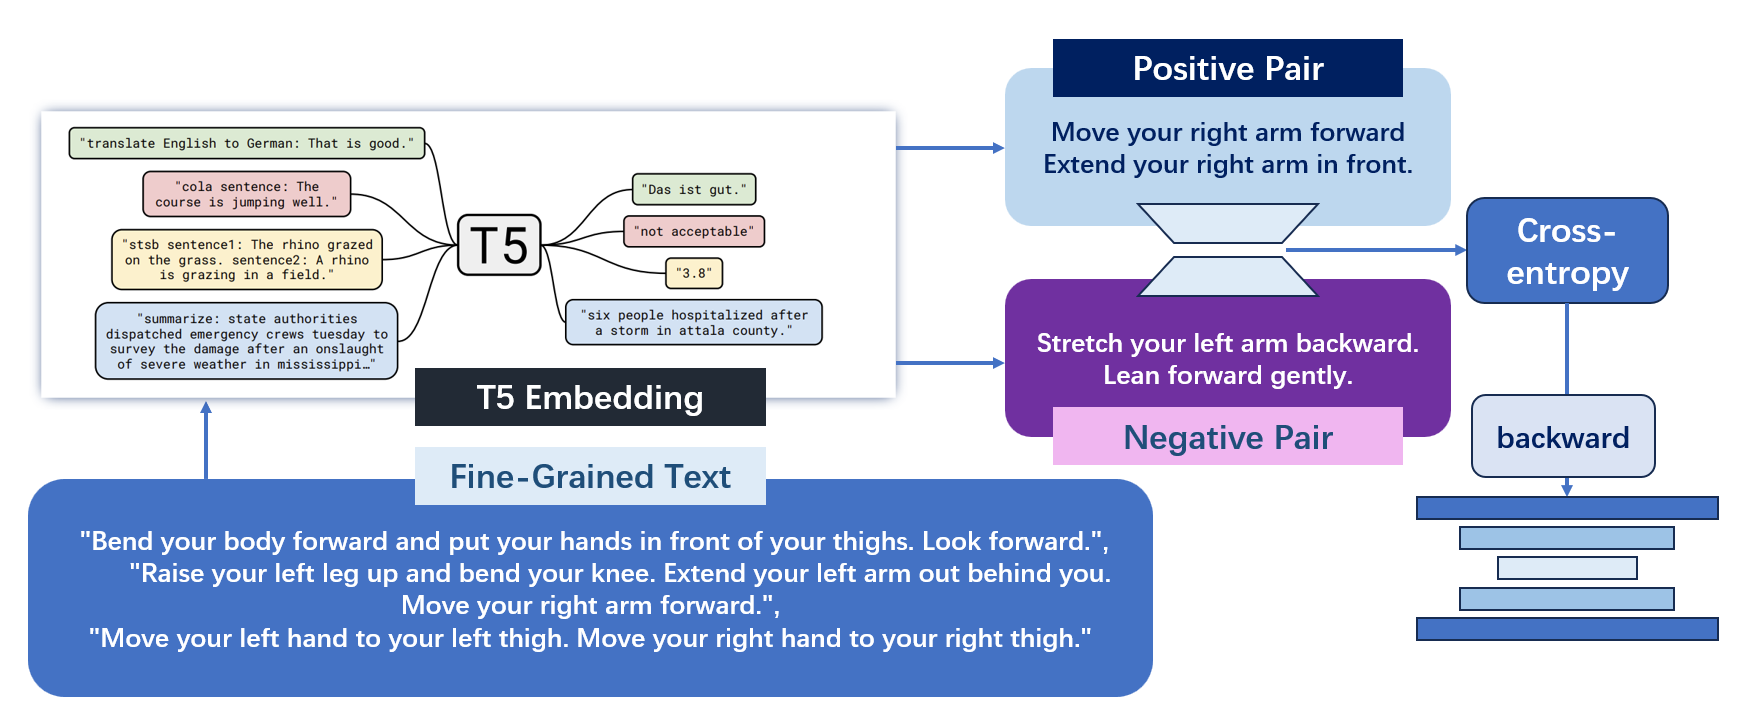 "translate English to German: That is good."
"cola sentence: The
course is jumping well."
"stsb sentence1: The rhino grazed
on the grass. sentence2: A rhino
is grazing in a field."
"summarize: state authorities
dispatched emergency crews tuesday to
survey the damage after an onslaught
of severe weather in mississippi…"
T5
"Das ist gut."
"not acceptable"
"3.8"
"six people hospitalized after
a storm in attala county."
T5 Embedding
Fine-Grained Text
"Bend your body forward and put your hands in front of your thighs. Look forward.",
"Raise your left leg up and bend your knee. Extend your left arm out behind you.
Move your right arm forward.",
"Move your left hand to your left thigh. Move your right hand to your right thigh."
Positive Pair
Move your right arm forward
Extend your right arm in front.
Stretch your left arm backward.
Lean forward gently.
Negative Pair
Cross-
entropy
backward